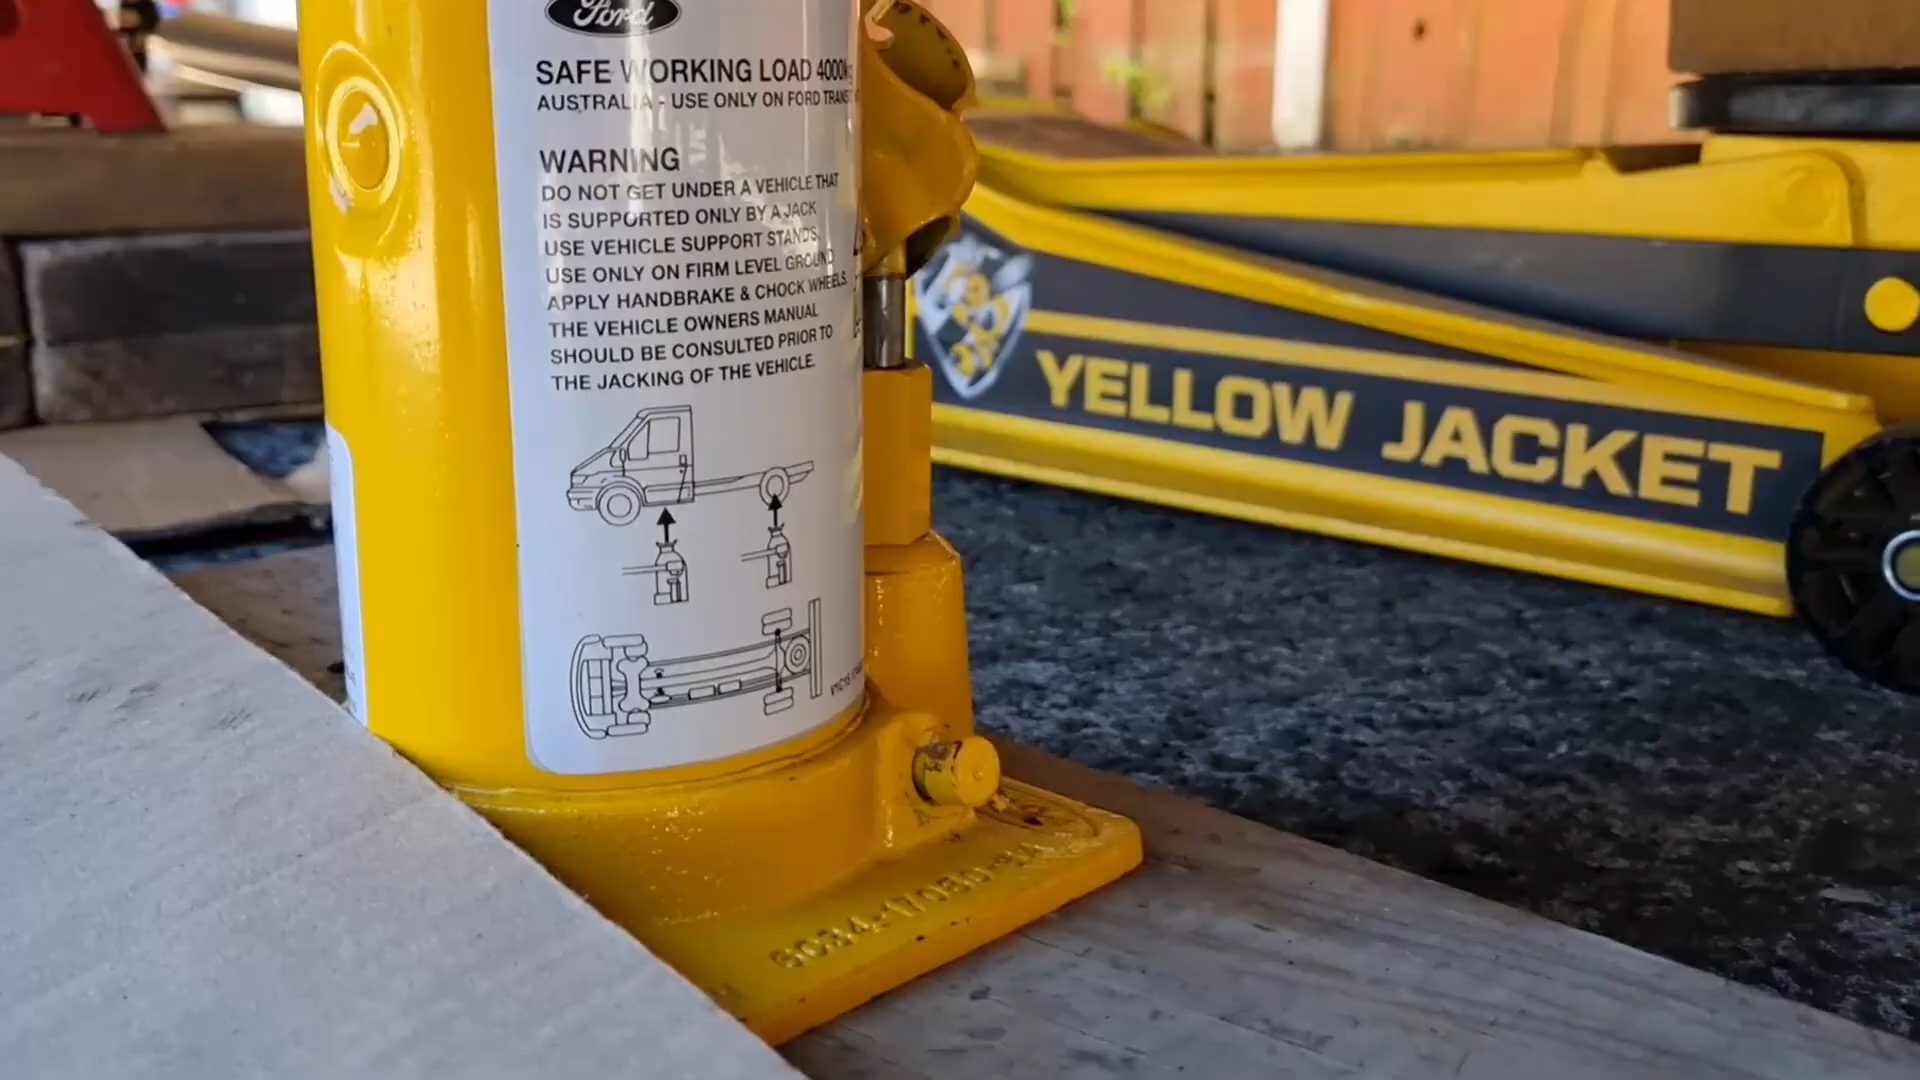 Ford
SAFE WORKING LOAD 4000k
AUSTRALIA - USE ONLY ON FORD TRANS
WARNING
DO NOT GET UNDER A VEHICLE THAT
IS SUPPORTED ONLY BY A JACK
USE VEHICLE SUPPORT STANDS.
USE ONLY ON FIRM LEVEL GROUND
APPLY HANDBRAKE & CHOCK WHEELS.
THE VEHICLE OWNERS MANUAL
SHOULD BE CONSULTED PRIOR TO
THE JACKING OF THE VEHICLE.
YELLOW JACKET